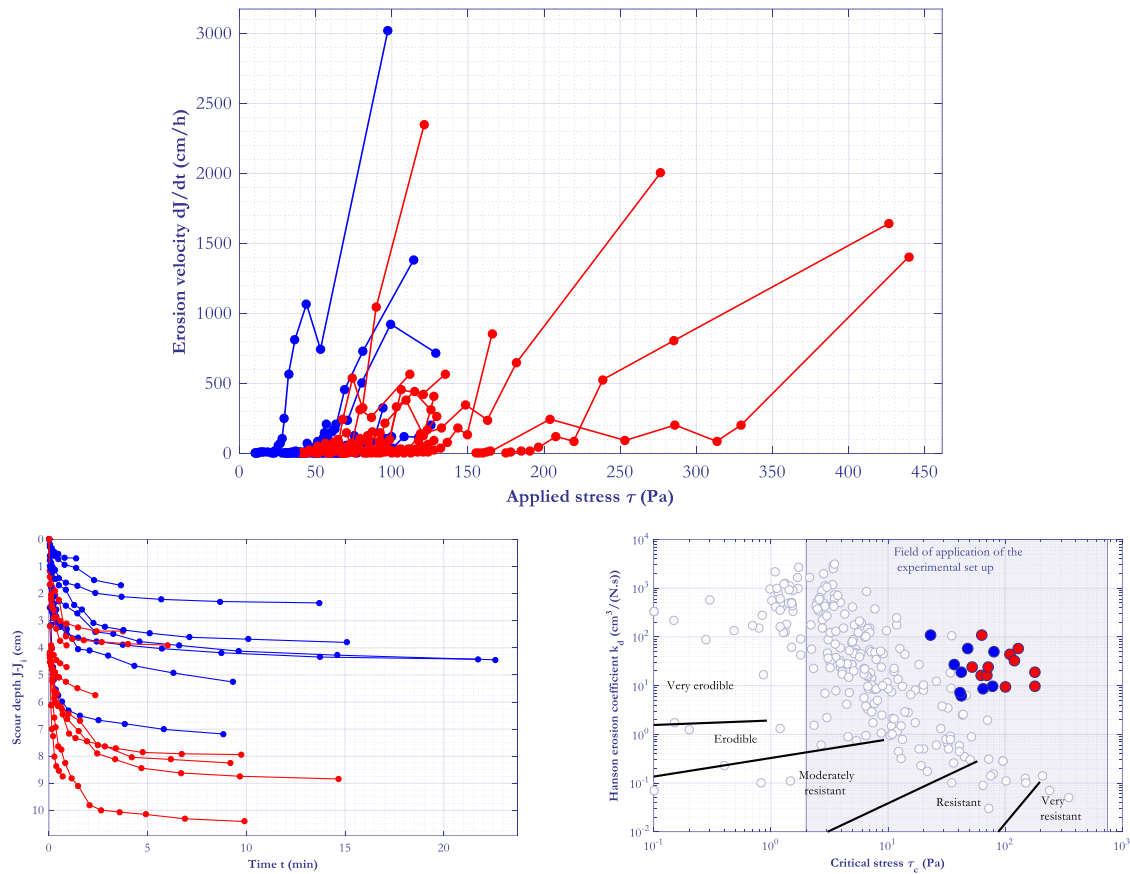 3000
2500
2000
1500
1000
500
0
Erosion velocity dJ/dt (cm/h)
0 50 100 150 200 250 300 350 400 450
Applied stress τ (Pa)
0
1
2
3
4
5
6
7
8
9
10
Scour depth J-Ji (cm)
0 5 10 15 20
Time t (min)
10^4
10^3
10^2
10^1
10^0
10^-1
10^-2
Hanson erosion coefficient kd (cm³/(N.s))
Field of application of the
experimental set up
Very erodible
Erodible
Moderately
resistant
Resistant
Very
resistant
10^-1 10^0 10^1 10^2 10^3
Critical stress τc (Pa)